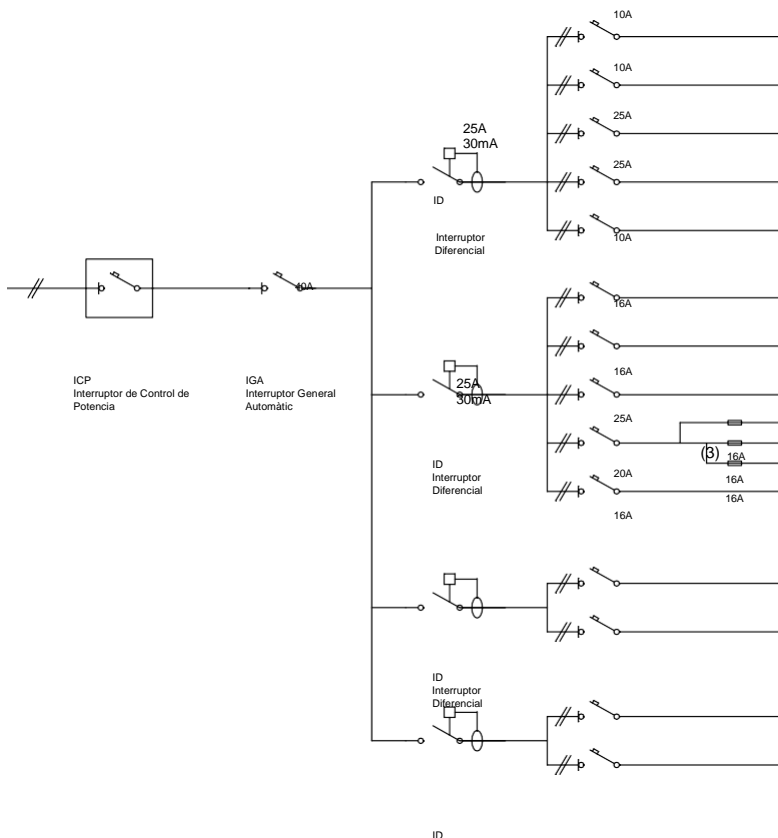 10A
10A
25A
25A
30mA
25A
ID
10A
Interruptor
Diferencial
40A
16A
ICP
Interruptor de Control de
Potencia
IGA
Interruptor General
Automàtic
16A
25A
30mA
25A
(3)
16A
ID
Interruptor
Diferencial
20A
16A
16A
16A
ID
Interruptor
Diferencial
ID